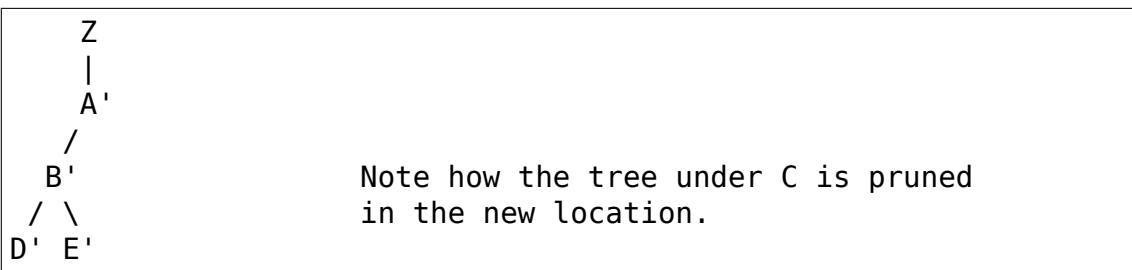 Z
|
A'
/
B' Note how the tree under C is pruned
/ \ in the new location.
D' E'